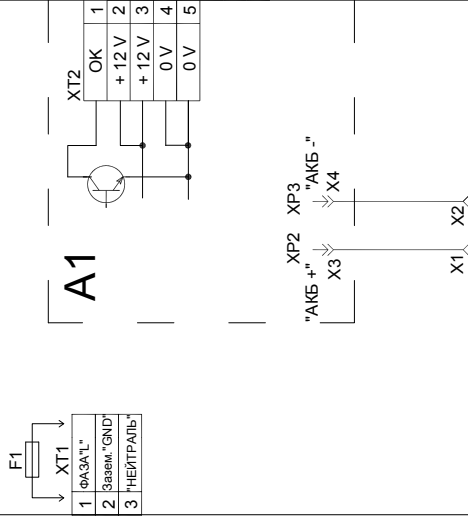 XT2
1 OK
2 + 12 V
3 + 12 V
4 0 V
5 0 V
A1
XP2
"АКБ +"
X3
XP3
"АКБ -"
X4
X1
X2
F1
XT1
1 ФАЗА"L"
2 Зазем."GND"
3 "НЕЙТРАЛЬ"